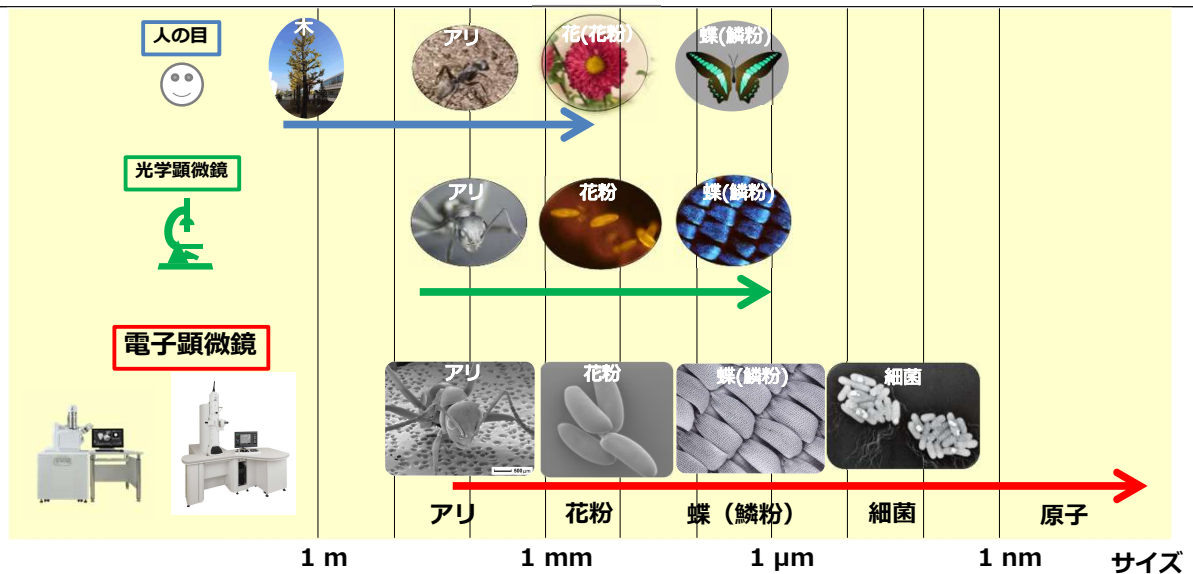 人の目
木
アリ
花(花粉)
蝶(鱗粉)
光学顕微鏡
アリ
花粉
蝶(鱗粉)
電子顕微鏡
アリ
花粉
蝶(鱗粉)
細菌
500μm
アリ
花粉
蝶（鱗粉）
細菌
原子
1 m
1 mm
1 μm
1 nm
サイズ